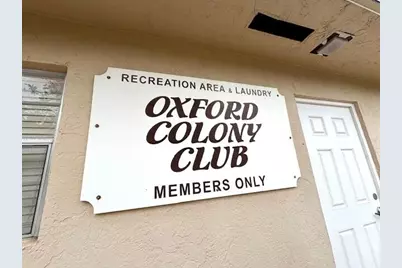 RECREATION AREA & LAUNDRY
OXFORD
COLONY
CLUB
MEMBERS ONLY